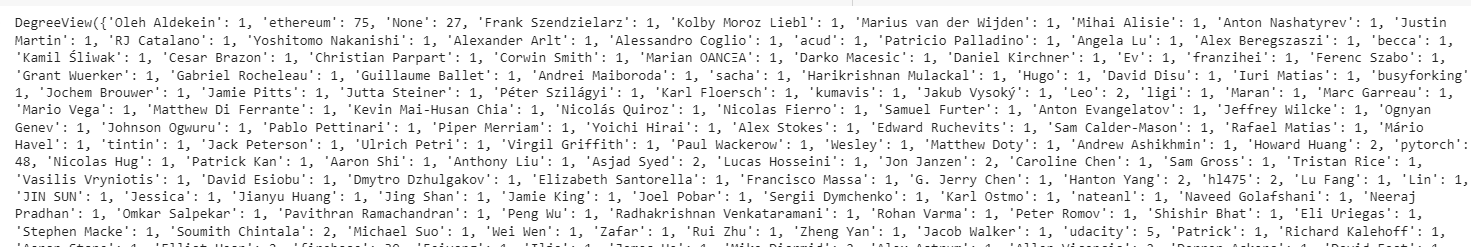 DegreeView({'Oleh Aldekein': 1, 'ethereum': 75, 'None': 27, 'Frank Szendzielarz': 1, 'Kolby Moroz Liebl': 1, 'Marius van der Wijden': 1, 'Mihai Alisie': 1, 'Anton Nashatyrev': 1, 'Justin
Martin': 1, 'RJ Catalano': 1, 'Yoshitomo Nakanishi': 1, 'Alexander Arlt': 1, 'Alessandro Coglio': 1, 'acud': 1, 'Patricio Palladino': 1, 'Angela Lu': 1, 'Alex Beregszaszi': 1, 'becca': 1,
'Kamil Śliwak': 1, 'Cesar Brazon': 1, 'Christian Parpart': 1, 'Corwin Smith': 1, 'Marian OANCΞA': 1, 'Darko Macesic': 1, 'Daniel Kirchner': 1, 'Ev': 1, 'franzihei': 1, 'Ferenc Szabo': 1,
'Grant Wuerker': 1, 'Gabriel Rocheleau': 1, 'Guillaume Ballet': 1, 'Andrei Maiboroda': 1, 'sacha': 1, 'Harikrishnan Mulackal': 1, 'Hugo': 1, 'David Disu': 1, 'Iuri Matias': 1, 'busyforking'
1, 'Jochem Brouwer': 1, 'Jamie Pitts': 1, 'Jutta Steiner': 1, 'Péter Szilágyi': 1, 'Karl Floersch': 1, 'kumavis': 1, 'Jakub Vysoký': 1, 'Leo': 2, 'ligi': 1, 'Maran': 1, 'Marc Garreau': 1,
'Mario Vega': 1, 'Matthew Di Ferrante': 1, 'Kevin Mai-Husan Chia': 1, 'Nicolás Quiroz': 1, 'Nicolas Fierro': 1, 'Samuel Furter': 1, 'Anton Evangelatov': 1, 'Jeffrey Wilcke': 1, 'Ognyan
Genev': 1, 'Johnson Ogwuru': 1, 'Pablo Pettinari': 1, 'Piper Merriam': 1, 'Yoichi Hirai': 1, 'Alex Stokes': 1, 'Edward Ruchevits': 1, 'Sam Calder-Mason': 1, 'Rafael Matias': 1, 'Mário
Havel': 1, 'tintin': 1, 'Jack Peterson': 1, 'Ulrich Petri': 1, 'Virgil Griffith': 1, 'Paul Wackerow': 1, 'Wesley': 1, 'Matthew Doty': 1, 'Andrew Ashikhmin': 1, 'Howard Huang': 2, 'pytorch':
48, 'Nicolas Hug': 1, 'Patrick Kan': 1, 'Aaron Shi': 1, 'Anthony Liu': 1, 'Asjad Syed': 2, 'Lucas Hosseini': 1, 'Jon Janzen': 2, 'Caroline Chen': 1, 'Sam Gross': 1, 'Tristan Rice': 1,
'Vasilis Vryniotis': 1, 'David Esiobu': 1, 'Dmytro Dzhulgakov': 1, 'Elizabeth Santorella': 1, 'Francisco Massa': 1, 'G. Jerry Chen': 1, 'Hanton Yang': 2, 'hl475': 2, 'Lu Fang': 1, 'Lin': 1,
'JIN SUN': 1, 'Jessica': 1, 'Jianyu Huang': 1, 'Jing Shan': 1, 'Jamie King': 1, 'Joel Pobar': 1, 'Sergii Dymchenko': 1, 'Karl Ostmo': 1, 'nateanl': 1, 'Naveed Golafshani': 1, 'Neeraj
Pradhan': 1, 'Omkar Salpekar': 1, 'Pavithran Ramachandran': 1, 'Peng Wu': 1, 'Radhakrishnan Venkataramani': 1, 'Rohan Varma': 1, 'Peter Romov': 1, 'Shishir Bhat': 1, 'Eli Uriegas': 1,
'Stephen Macke': 1, 'Soumith Chintala': 2, 'Michael Suo': 1, 'Wei Wen': 1, 'Zafar': 1, 'Rui Zhu': 1, 'Zheng Yan': 1, 'Jacob Walker': 1, 'udacity': 5, 'Patrick': 1, 'Richard Kalehoff': 1,